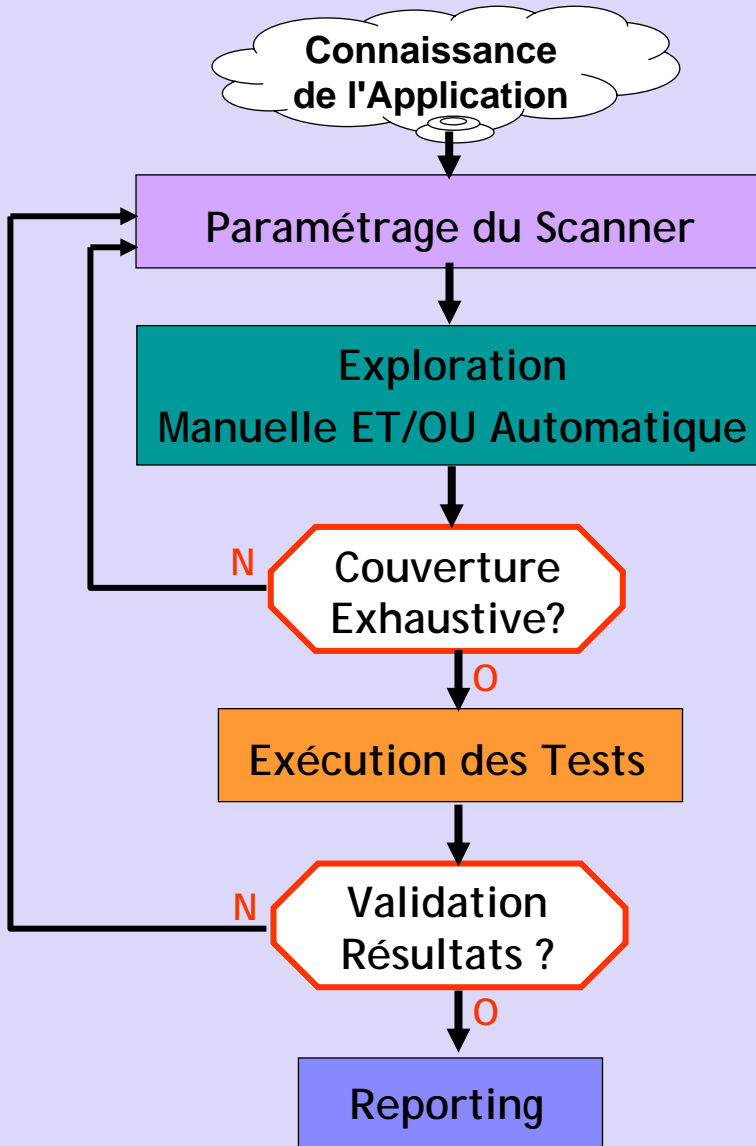 Connaissance
de l'Application
Paramétrage du Scanner
Exploration
Manuelle ET/OU Automatique
N
Couverture
Exhaustive?
O
Exécution des Tests
N
Validation
Résultats ?
O
Reporting